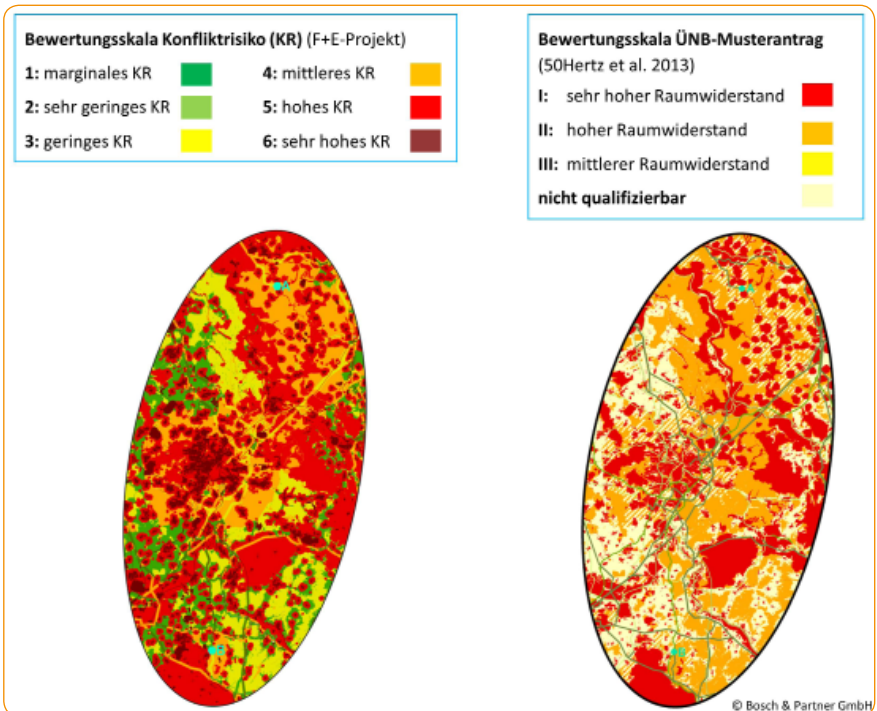 Bewertungsskala Konfliktrisiko (KR) (F+E-Projekt)
1: marginales KR
4: mittleres KR
2: sehr geringes KR
5: hohes KR
3: geringes KR
6: sehr hohes KR
Bewertungsskala ÜNB-Musterantrag
(50Hertz et al. 2013)
I: sehr hoher Raumwiderstand
II: hoher Raumwiderstand
III: mittlerer Raumwiderstand
nicht qualifizierbar
A
A
B
B
© Bosch & Partner GmbH